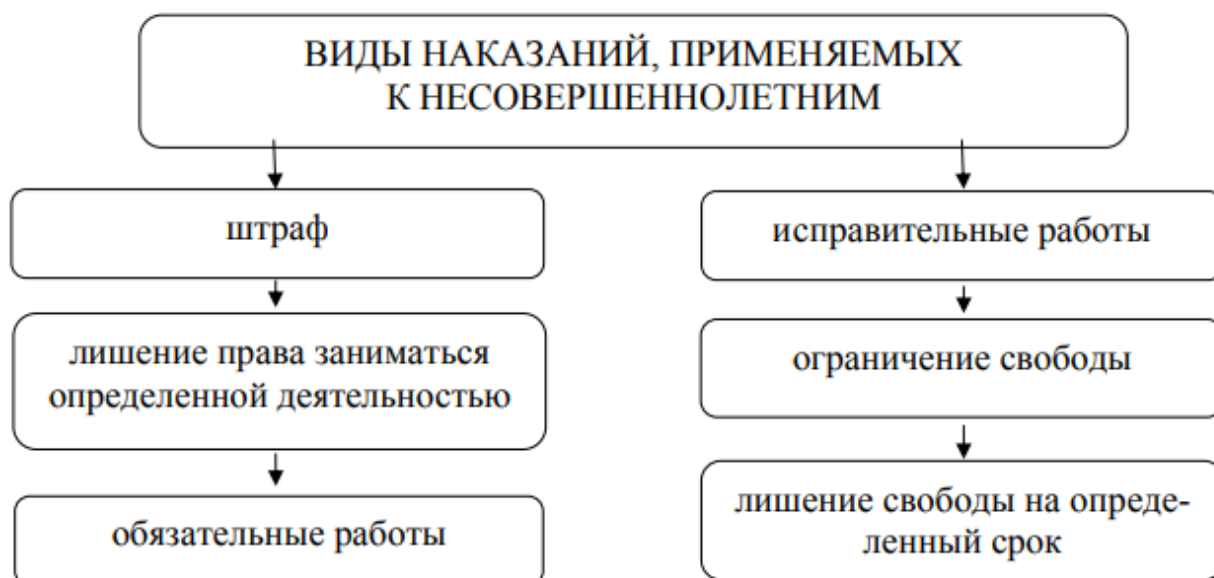 ВИДЫ НАКАЗАНИЙ, ПРИМЕНЯЕМЫХ
К НЕСОВЕРШЕННОЛЕТНИМ
штраф
лишение права заниматься
определенной деятельностью
обязательные работы
исправительные работы
ограничение свободы
лишение свободы на опреде-
ленный срок